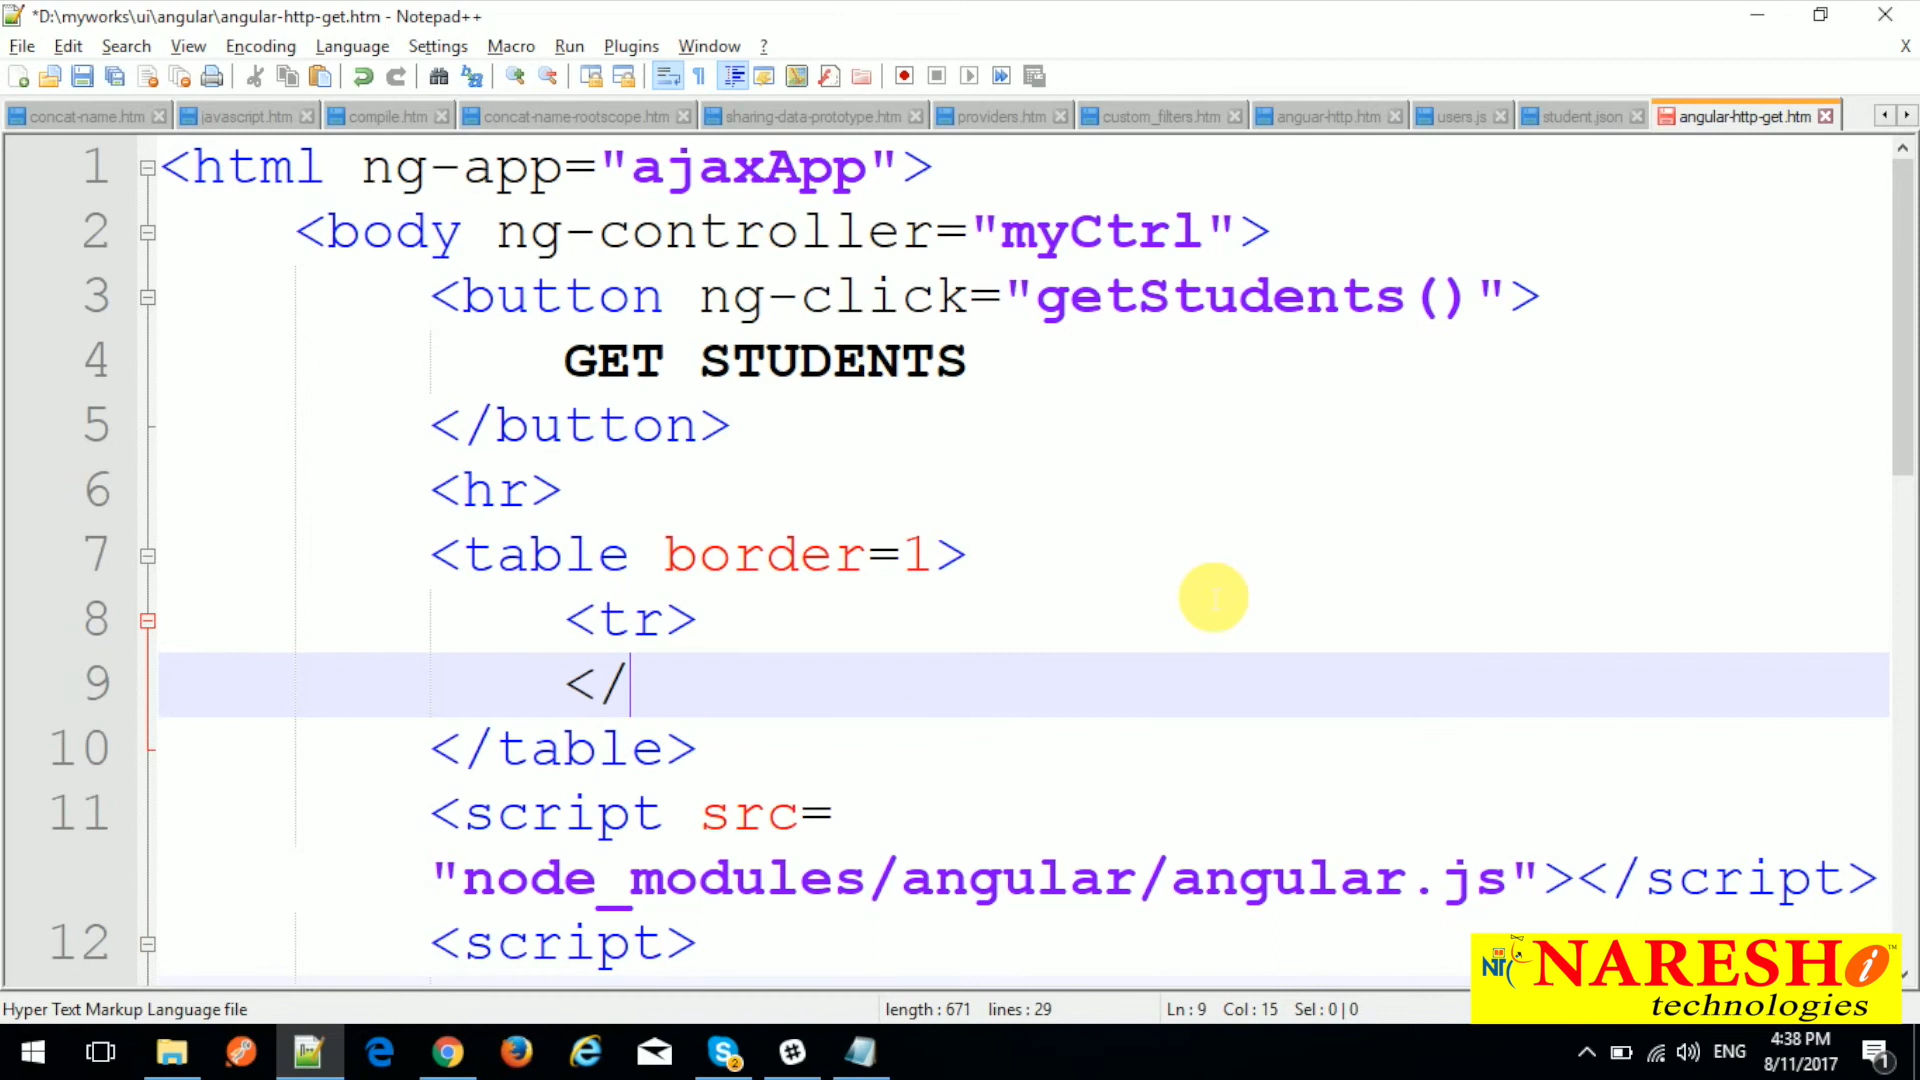 *D:\myworks\ui\angular\angular-http-get.htm - Notepad++
File Edit Search View Encoding Language Settings Macro Run Plugins Window ? X
concat-name.htm javascript.htm compile.htm concat-name-rootscope.htm sharing-data-prototype.htm providers.htm custom_filters.htm anguar-http.htm users.js student.json angular-http-get.htm
1 <html ng-app="ajaxApp">
2 <body ng-controller="myCtrl">
3 <button ng-click="getStudents()">
4 GET STUDENTS
5 </button>
6 <hr>
7 <table border=1>
8 <tr>
9 </
10 </table>
11 <script src=
"node_modules/angular/angular.js"></script>
12 <script>
NARESH i
technologies
Hyper Text Markup Language file length : 671 lines : 29 Ln : 9 Col : 15 Sel : 0 | 0
ENG 4:38 PM
8/11/2017